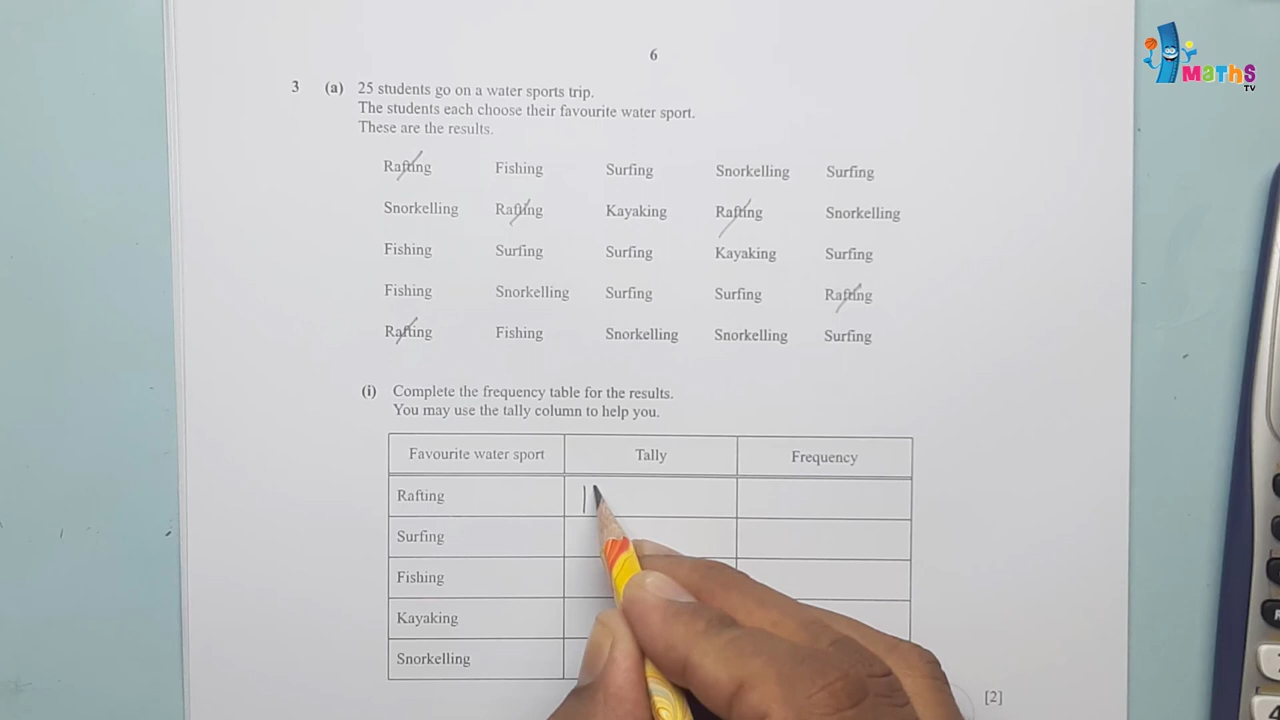 MATHS
TV
6
3 (a) 25 students go on a water sports trip.
The students each choose their favourite water sport.
These are the results.
Rafting Fishing Surfing Snorkelling Surfing
Snorkelling Rafting Kayaking Rafting Snorkelling
Fishing Surfing Surfing Kayaking Surfing
Fishing Snorkelling Surfing Surfing Rafting
Rafting Fishing Snorkelling Snorkelling Surfing
(i) Complete the frequency table for the results.
You may use the tally column to help you.
Favourite water sport Tally Frequency
Rafting
Surfing
Fishing
Kayaking
Snorkelling
[2]